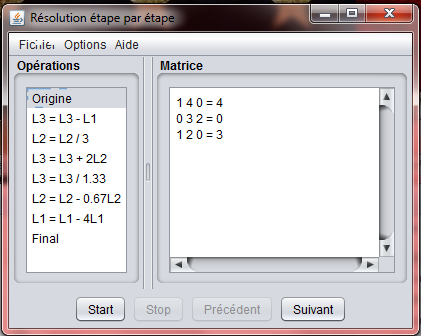 Résolution étape par étape
Fichier Options Aide
Opérations
Matrice
Origine
L3 = L3 - L1
L2 = L2 / 3
L3 = L3 + 2L2
L3 = L3 / 1.33
L2 = L2 - 0.67L2
L1 = L1 - 4L1
Final
1 4 0 = 4
0 3 2 = 0
1 2 0 = 3
Start Stop Précédent Suivant